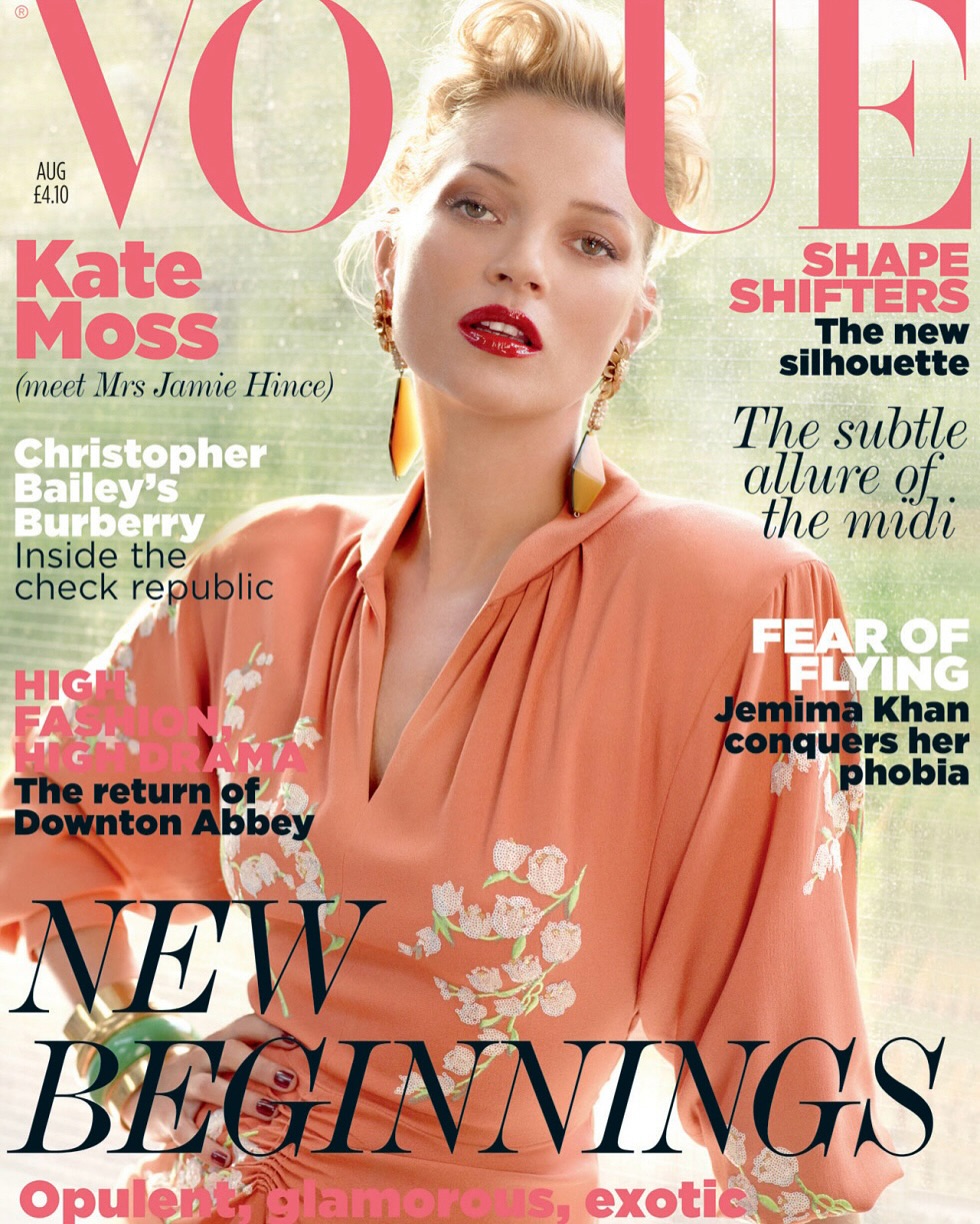 ®
VOGUE
AUG
£4.10
Kate
Moss
(meet Mrs Jamie Hince)
Christopher
Bailey’s
Burberry
Inside the
check republic
HIGH
FASHION,
HIGH DRAMA
The return of
Downton Abbey
SHAPE
SHIFTERS
The new
silhouette
The subtle
allure of
the midi
FEAR OF
FLYING
Jemima Khan
conquers her
phobia
NEW
BEGINNINGS
Opulent, glamorous, exotic